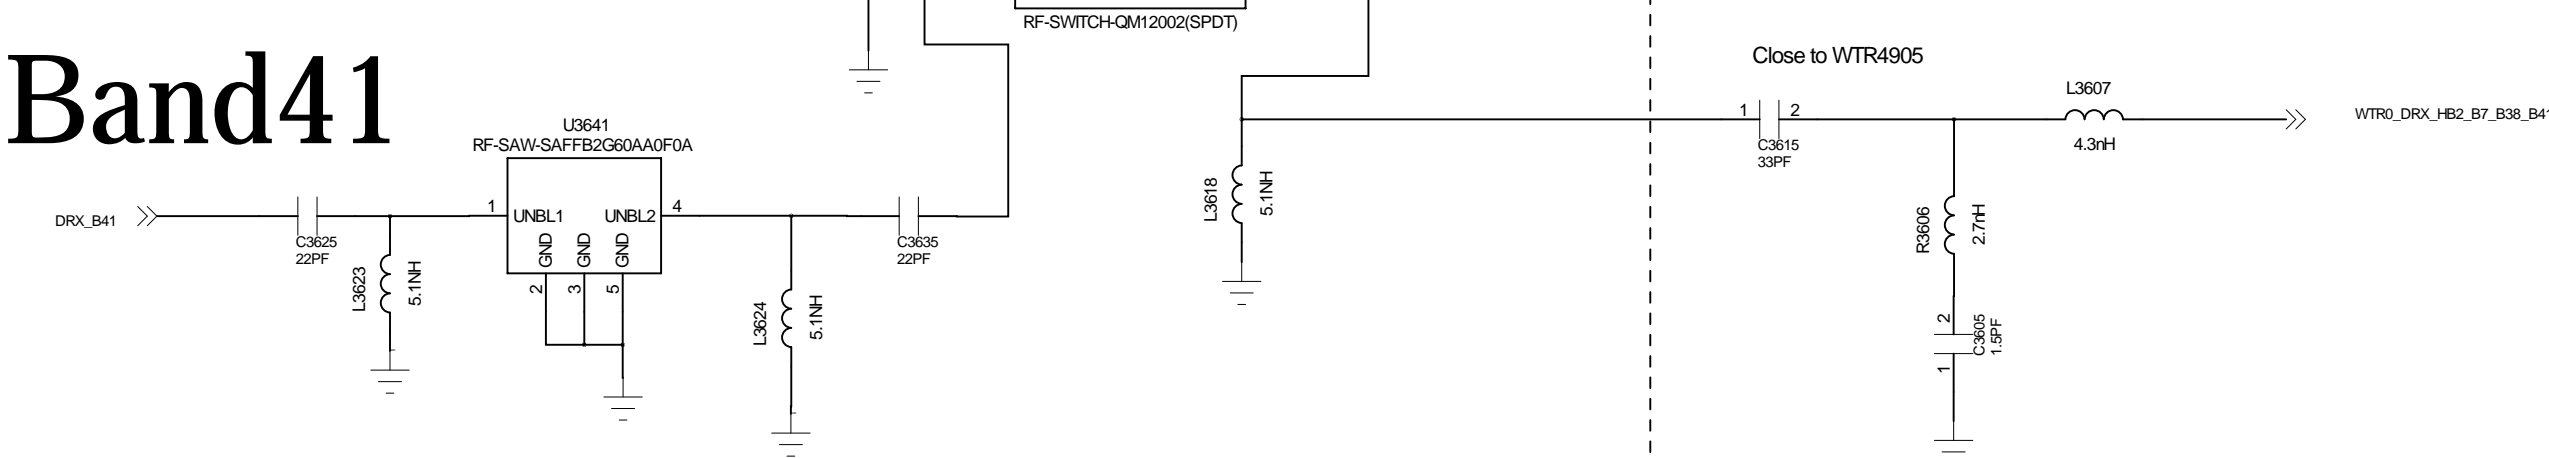 RF-SWITCH-QM12002(SPDT)
Band41
Close to WTR4905
L3607
4.3nH
WTR0_DRX_HB2_B7_B38_B41
1
2
C3615
33PF
U3641
RF-SAW-SAFFB2G60AA0F0A
DRX_B41
C3625
22PF
L3623
5.1NH
1
UNBL1
UNBL2
4
GND
GND
GND
2
3
5
L3624
5.1NH
C3635
22PF
L3618
5.1NH
R3606
2.7nH
2
C3605
1.5PF
1